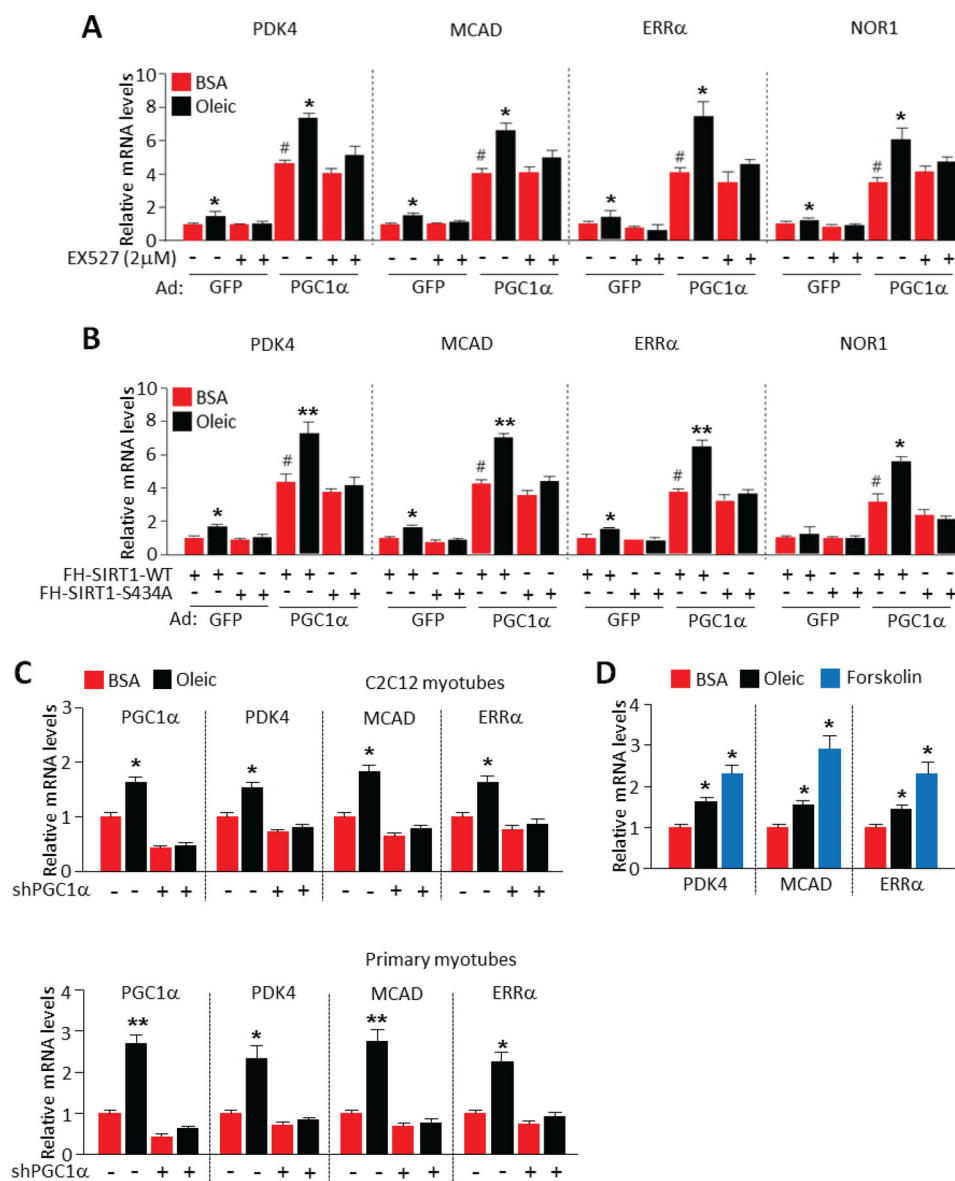 A
PDK4 MCAD ERRα NOR1
Relative mRNA levels
10
8
6
4
2
0
BSA
Oleic
* # * * # * * # * * # *
EX527 (2μM) - - + + - - + + - - + + - - + + - - + + - - + + - - + + - - + +
Ad: GFP PGC1α GFP PGC1α GFP PGC1α GFP PGC1α
B
PDK4 MCAD ERRα NOR1
Relative mRNA levels
10
8
6
4
2
0
BSA
Oleic
* # ** * # ** * # ** # *
FH-SIRT1-WT + + - - + + - - + + - - + + - - + + - - + + - - + + - - + + - -
FH-SIRT1-S434A - - + + - - + + - - + + - - + + - - + + - - + + - - + + - - + +
Ad: GFP PGC1α GFP PGC1α GFP PGC1α GFP PGC1α
C
BSA Oleic
C2C12 myotubes
PGC1α PDK4 MCAD ERRα
Relative mRNA levels
3
2
1
0
* * * *
shPGC1α - - + + - - + + - - + + - - + +
Primary myotubes
PGC1α PDK4 MCAD ERRα
Relative mRNA levels
4
3
2
1
0
** * ** *
shPGC1α - - + + - - + + - - + + - - + +
D
BSA Oleic Forskolin
Relative mRNA levels
4
3
2
1
0
* * * * * *
PDK4 MCAD ERRα